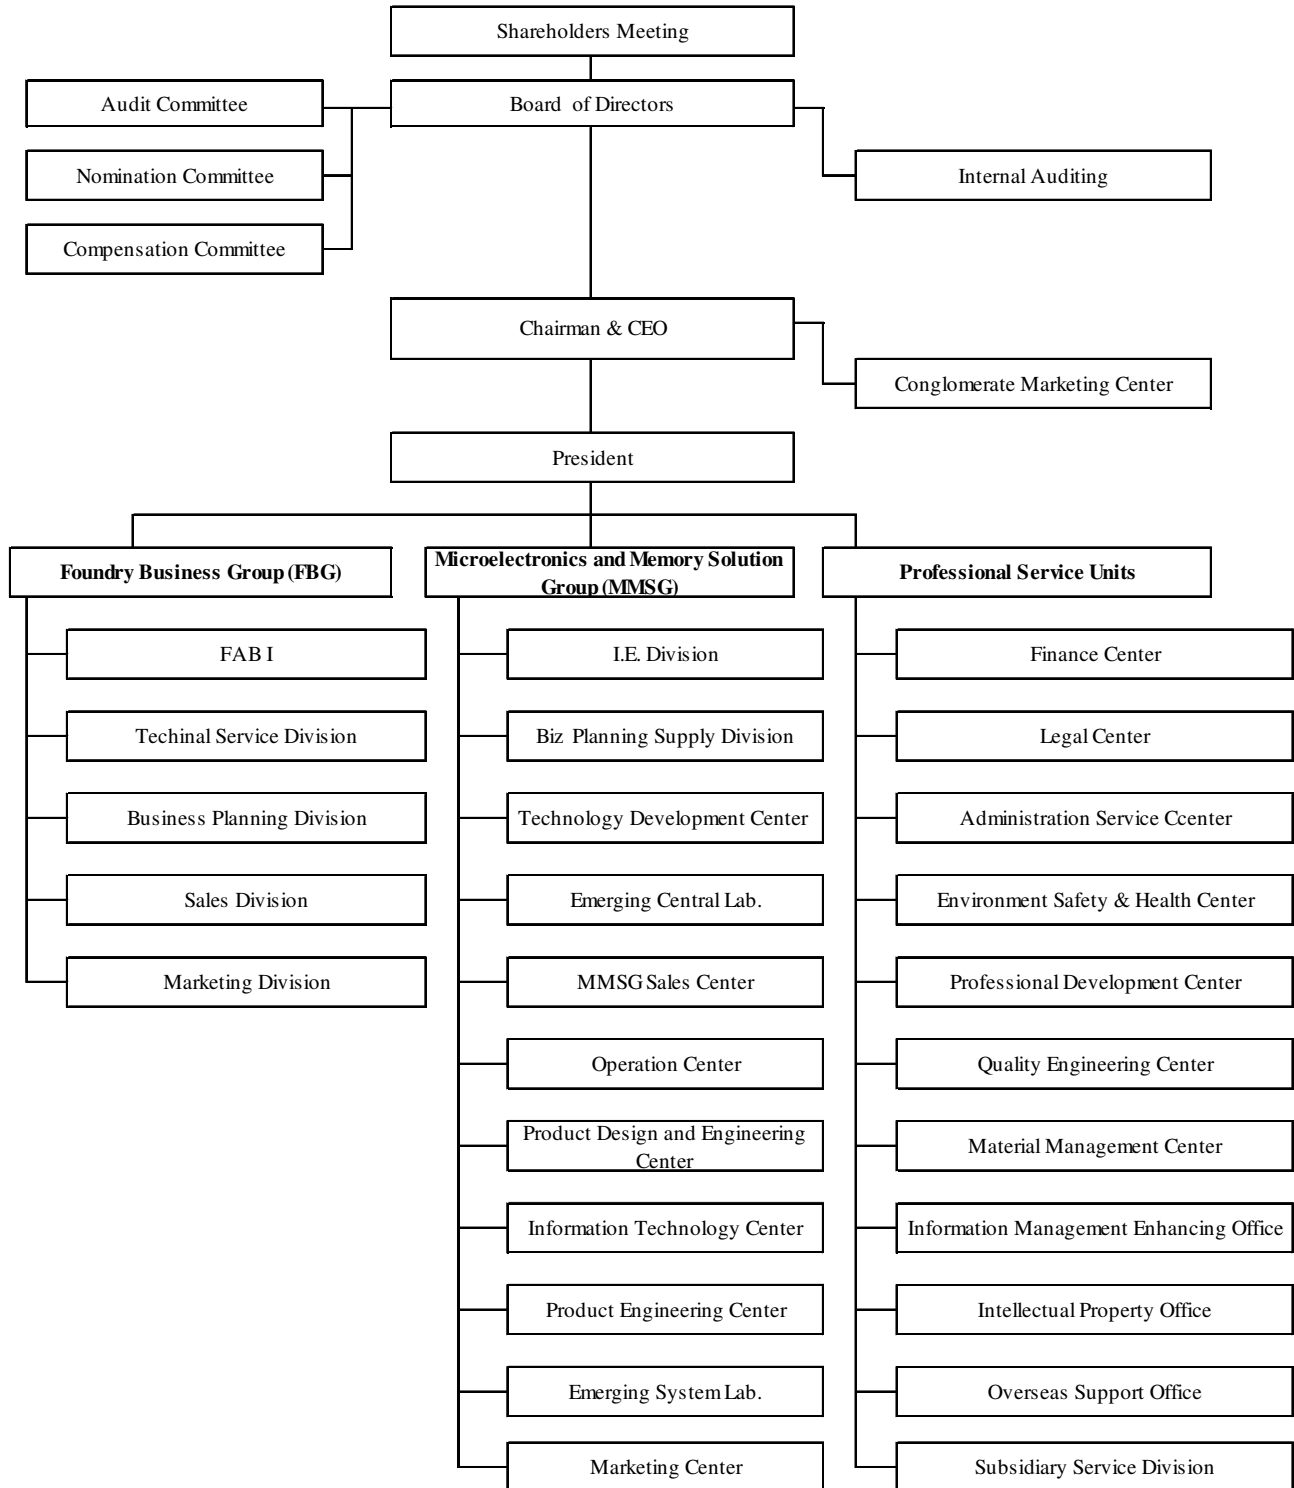 Shareholders Meeting
Audit Committee
Board of Directors
Nomination Committee
Internal Auditing
Compensation Committee
Chairman & CEO
Conglomerate Marketing Center
President
Foundry Business Group (FBG)
Microelectronics and Memory Solution
Group (MMSG)
Professional Service Units
FAB I
I.E. Division
Finance Center
Techinal Service Division
Biz Planning Supply Division
Legal Center
Business Planning Division
Technology Development Center
Administration Service Ccenter
Sales Division
Emerging Central Lab.
Environment Safety & Health Center
Marketing Division
MMSG Sales Center
Professional Development Center
Operation Center
Quality Engineering Center
Product Design and Engineering
Center
Material Management Center
Information Technology Center
Information Management Enhancing Office
Product Engineering Center
Intellectual Property Office
Emerging System Lab.
Overseas Support Office
Marketing Center
Subsidiary Service Division